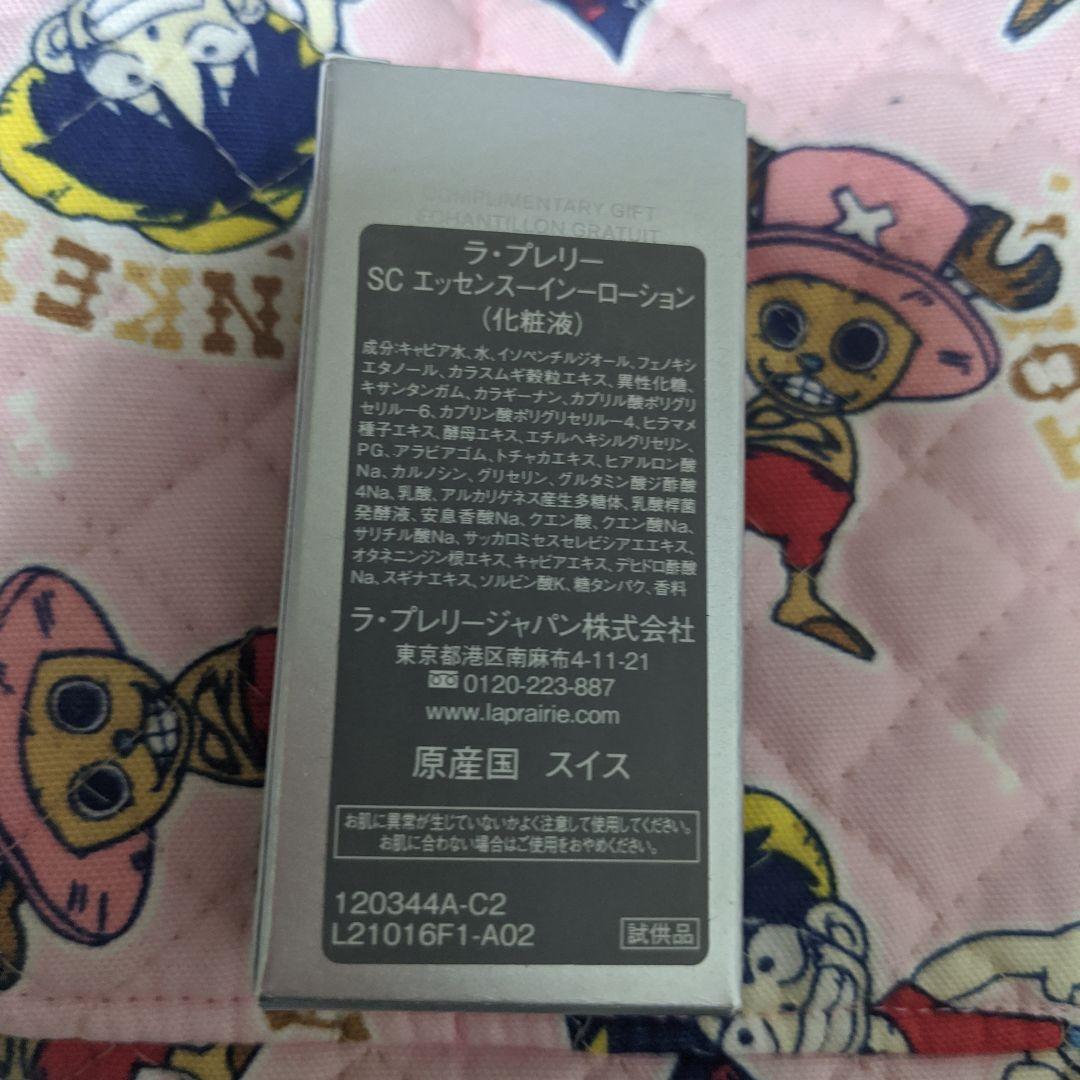 COMPLIMENTARY GIFT
ECHANTILLON GRATUIT
ラ・プレリー
SC エッセンスーインーローション
(化粧液)
成分:キャビア水、水、イソペンチルジオール、フェノキシ
エタノール、カラスムギ穀粒エキス、異性化糖、
キサンタンガム、カラギーナン、カプリル酸ポリグリ
セリルー6、カプリン酸ポリグリセリルー4、ヒラマメ
種子エキス、酵母エキス、エチルヘキシルグリセリン、
PG、アラビアゴム、トチャカエキス、ヒアルロン酸
Na、カルノシン、グリセリン、グルタミン酸ジ酢酸
4Na、乳酸、アルカリゲネス産生多糖体、乳酸桿菌
発酵液、安息香酸Na、クエン酸、クエン酸Na、
サリチル酸Na、サッカロミセスセレビシアエエキス、
オタネニンジン根エキス、キャビアエキス、デヒドロ酢酸
Na、スギナエキス、ソルビン酸K、糖タンパク、香料
ラ・プレリージャパン株式会社
東京都港区南麻布4-11-21
0120-223-887
www.laprairie.com
原産国 スイス
お肌に異常が生じていないかよく注意して使用してください。
お肌に合わない場合はご使用をおやめください。
120344A-C2
L21016F1-A02
試供品